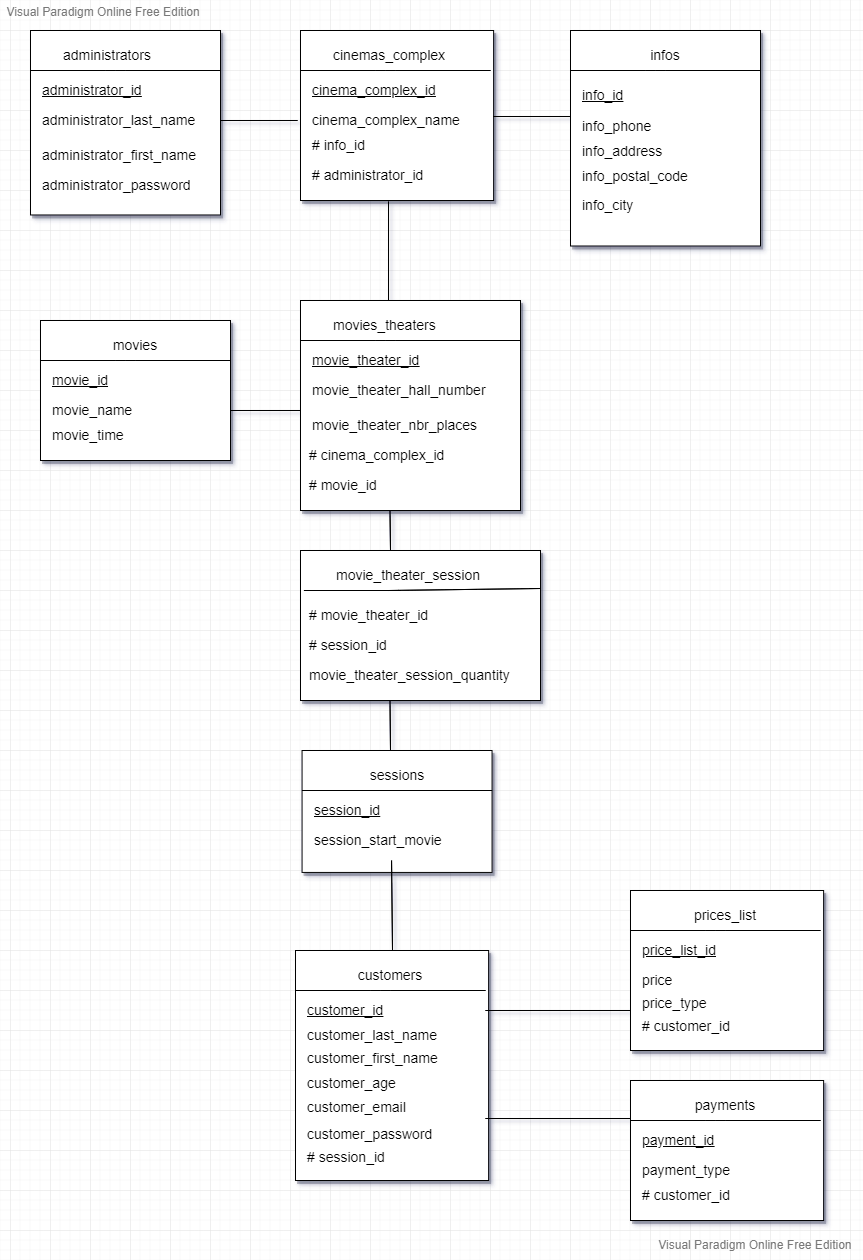 Visual Paradigm Online Free Edition
administrators
administrator_id
administrator_last_name
administrator_first_name
administrator_password
cinemas_complex
cinema_complex_id
cinema_complex_name
# info_id
# administrator_id
infos
info_id
info_phone
info_address
info_postal_code
info_city
movies
movie_id
movie_name
movie_time
movies_theaters
movie_theater_id
movie_theater_hall_number
movie_theater_nbr_places
# cinema_complex_id
# movie_id
movie_theater_session
# movie_theater_id
# session_id
movie_theater_session_quantity
sessions
session_id
session_start_movie
customers
customer_id
customer_last_name
customer_first_name
customer_age
customer_email
customer_password
# session_id
prices_list
price_list_id
price
price_type
# customer_id
payments
payment_id
payment_type
# customer_id
Visual Paradigm Online Free Edition